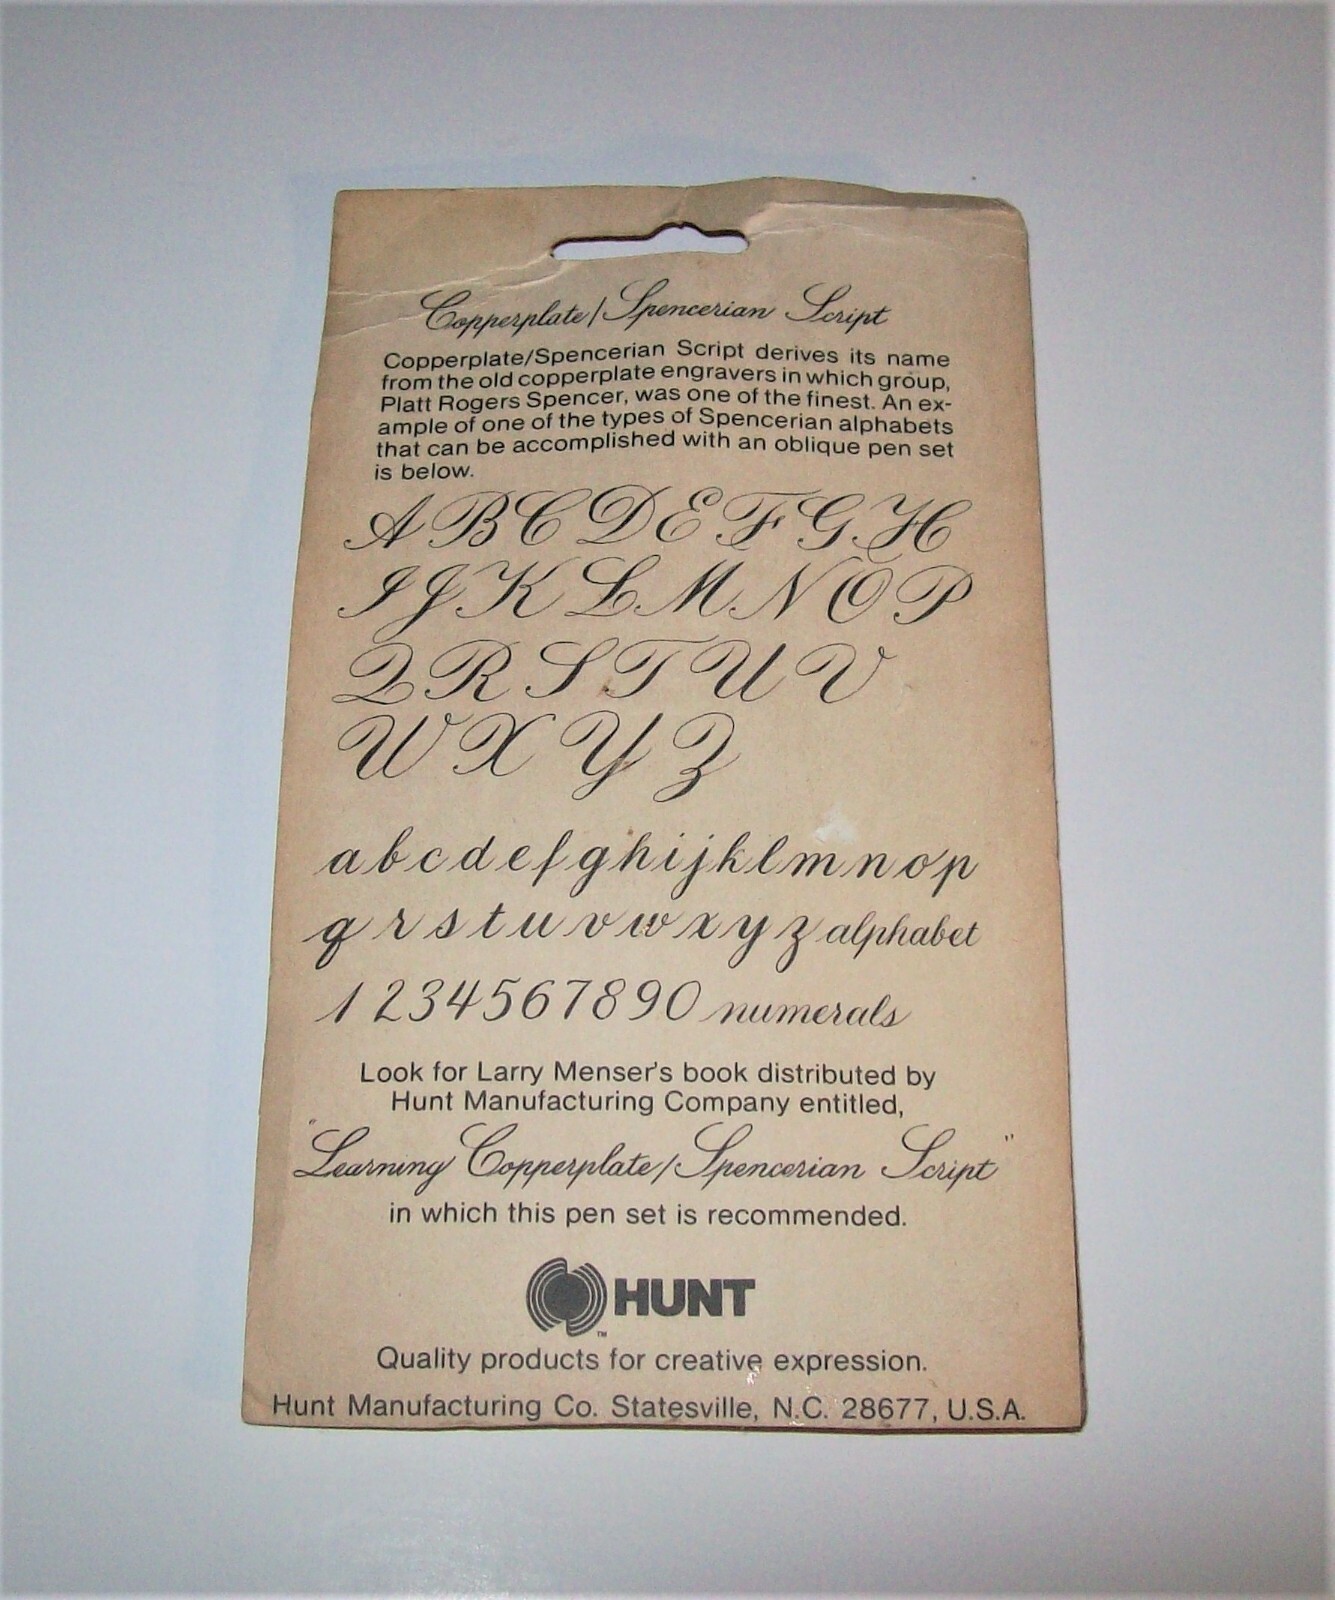 Copperplate/Spencerian Script
Copperplate/Spencerian Script derives its name
from the old copperplate engravers in which group,
Platt Rogers Spencer, was one of the finest. An ex-
ample of one of the types of Spencerian alphabets
that can be accomplished with an oblique pen set
is below.
A B C D E F G H
I J K L M N O P
Q R S T U V
W X Y Z
a b c d e f g h i j k l m n o p
q r s t u v w x y z alphabet
1 2 3 4 5 6 7 8 9 0 numerals
Look for Larry Menser's book distributed by
Hunt Manufacturing Company entitled,
"Learning Copperplate/Spencerian Script"
in which this pen set is recommended.
HUNT
TM
Quality products for creative expression.
Hunt Manufacturing Co. Statesville, N.C. 28677, U.S.A.